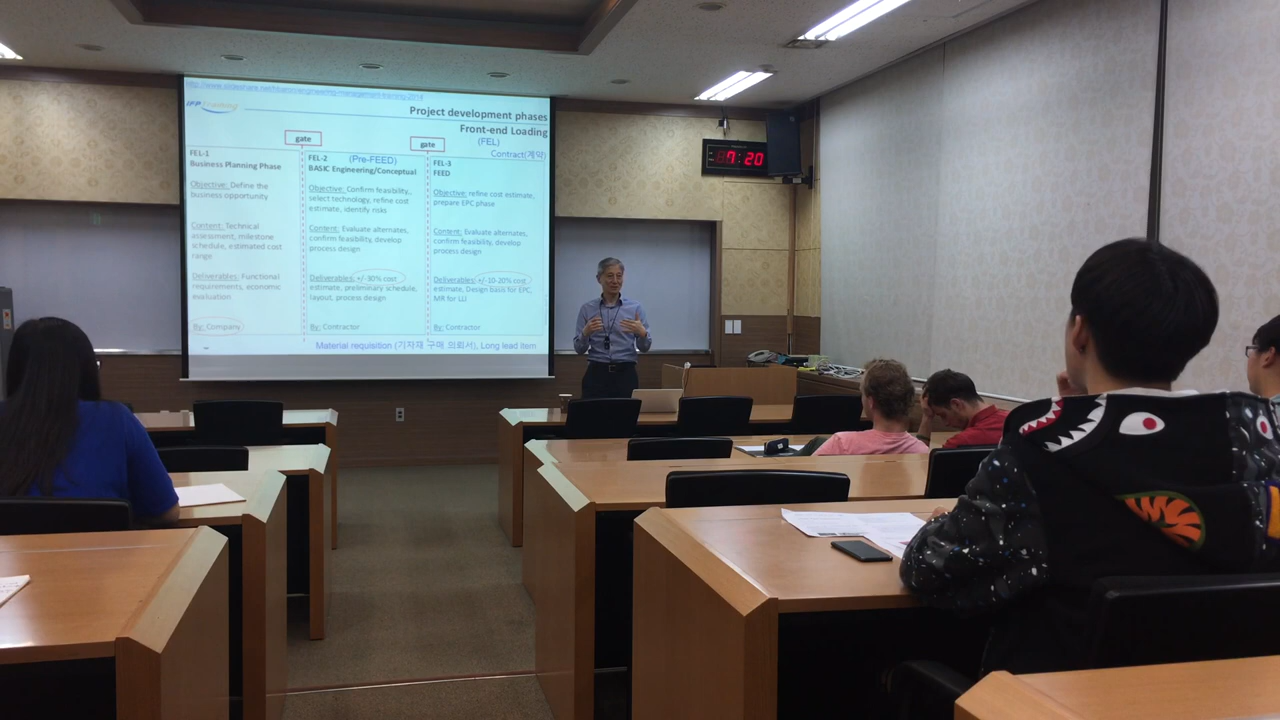 IPP Training
Project development phases
Front-end Loading
(FEL)
Contract(계약)
gate
gate
FEL-1
Business Planning Phase
Objective: Define the
business opportunity
Content: Technical
assessment, milestone
schedule, estimated cost
range
Deliverables: Functional
requirements, economic
evaluation
By: Company
FEL-2 (Pre-FEED)
BASIC Engineering/Conceptual
Objective: Confirm feasibility,
select technology, refine cost
estimate, identify risks
Content: Evaluate alternates,
confirm feasibility, develop
process design
Deliverables: +/-30% cost
estimate, preliminary schedule,
layout, process design
By: Contractor
FEL-3
FEED
Objective: refine cost estimate,
prepare EPC phase
Content: Evaluate alternates,
confirm feasibility, develop
process design
Deliverables: +/-10-20% cost
estimate, Design basis for EPC,
MR for LLI
By: Contractor
Material requisition (기자재 구매 의뢰서), Long lead item
7:20